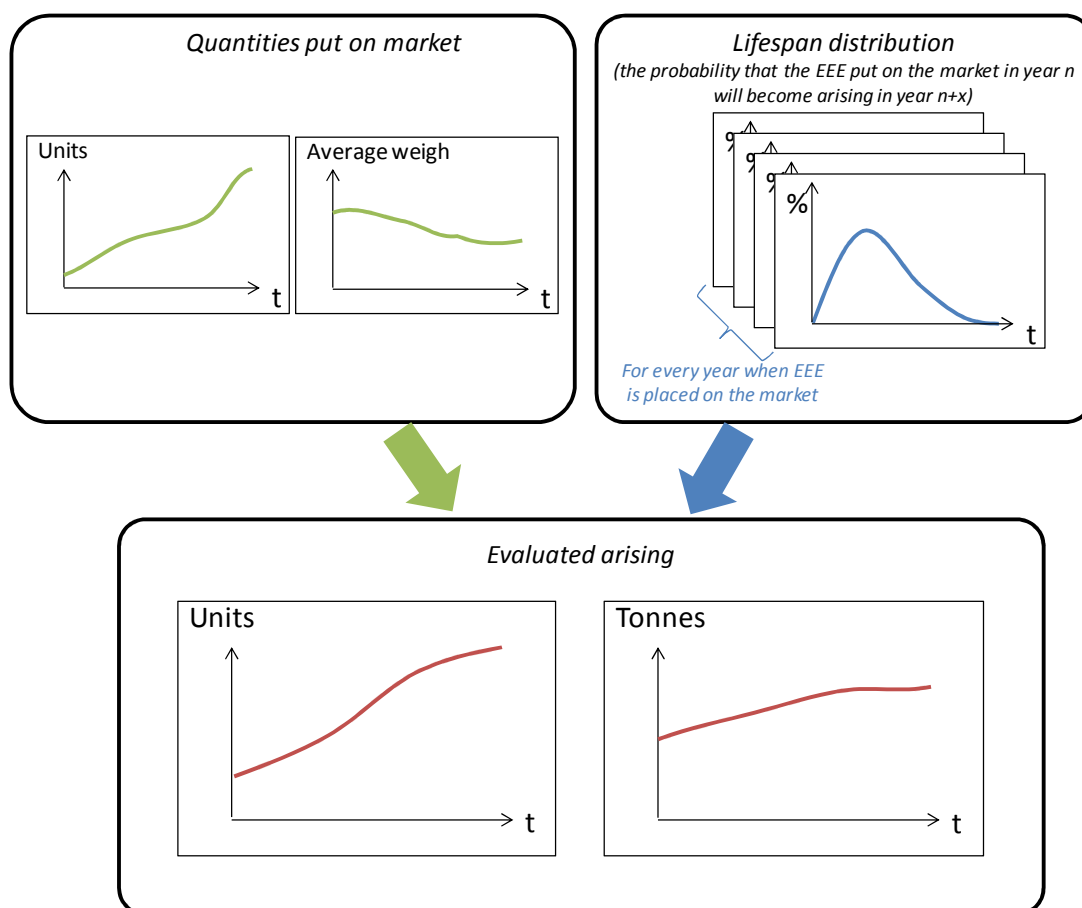 Quantities put on market
Units
t
Average weigh
t
Lifespan distribution
(the probability that the EEE put on the market in year n
will become arising in year n+x)
%
%
%
%
t
For every year when EEE
is placed on the market
Evaluated arising
Units
t
Tonnes
t